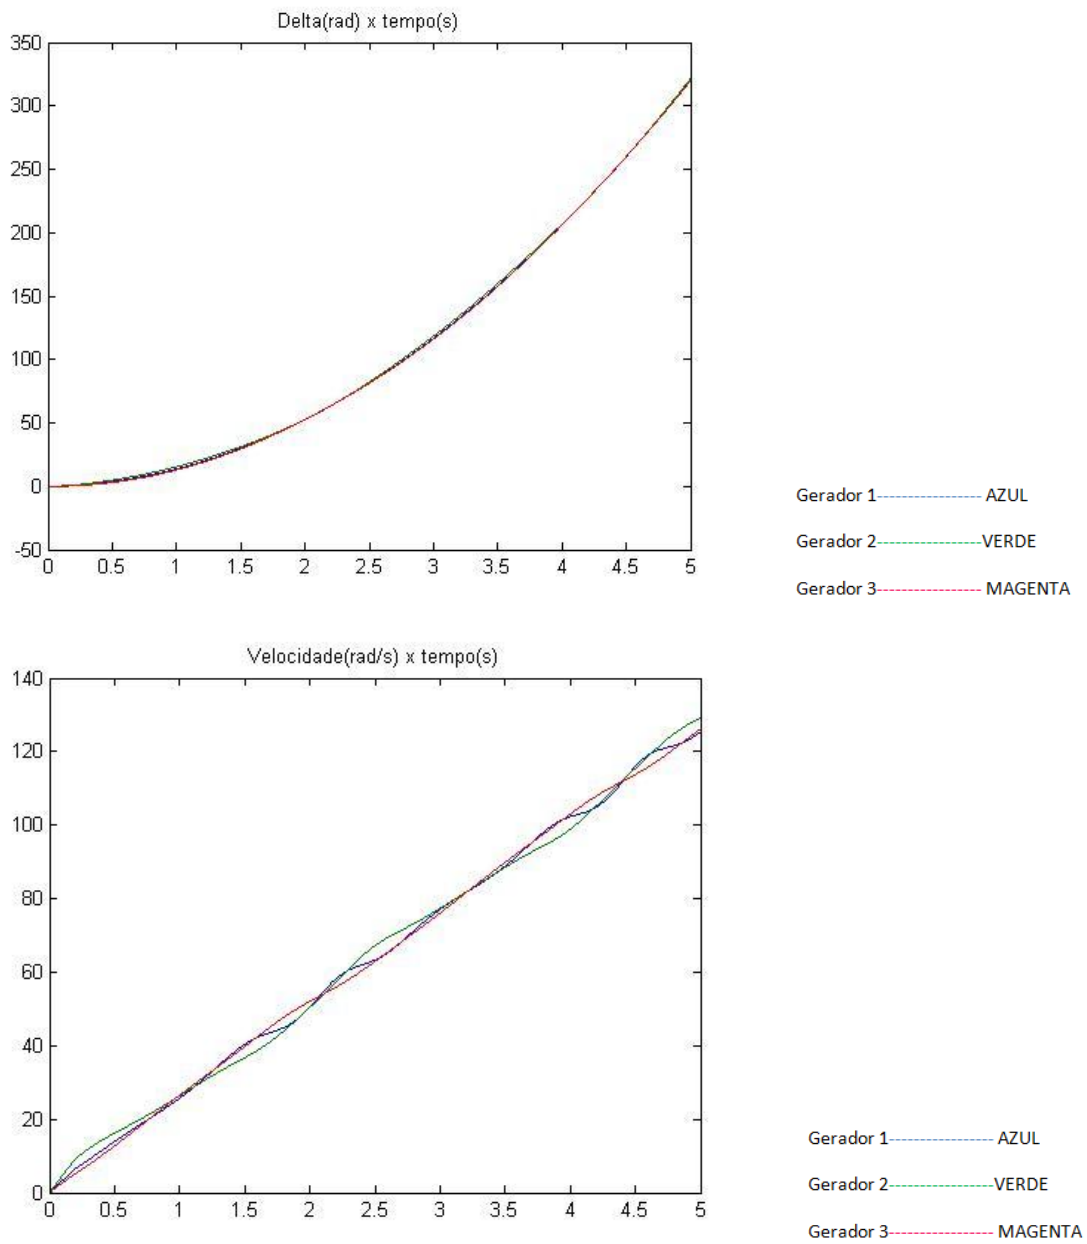 Delta(rad) x tempo(s)
350
300
250
200
150
100
50
0
-50
0 0.5 1 1.5 2 2.5 3 3.5 4 4.5 5
Gerador 1---------------- AZUL
Gerador 2----------------VERDE
Gerador 3---------------- MAGENTA
Velocidade(rad/s) x tempo(s)
140
120
100
80
60
40
20
0
0 0.5 1 1.5 2 2.5 3 3.5 4 4.5 5
Gerador 1---------------- AZUL
Gerador 2----------------VERDE
Gerador 3---------------- MAGENTA